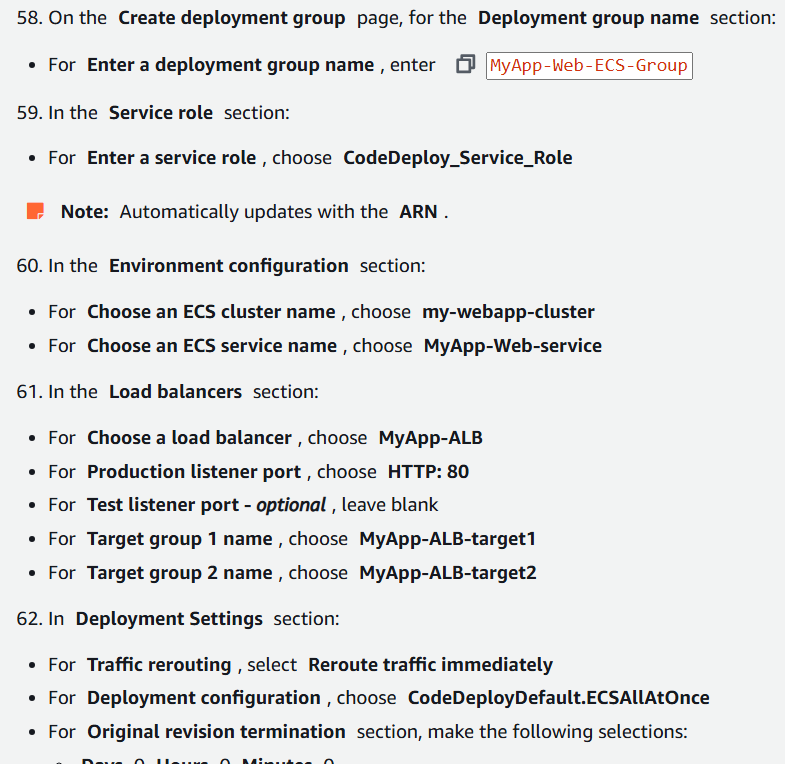 58. On the Create deployment group page, for the Deployment group name section:
• For Enter a deployment group name , enter MyApp-Web-ECS-Group
59. In the Service role section:
• For Enter a service role , choose CodeDeploy_Service_Role
Note: Automatically updates with the ARN .
60. In the Environment configuration section:
• For Choose an ECS cluster name , choose my-webapp-cluster
• For Choose an ECS service name , choose MyApp-Web-service
61. In the Load balancers section:
• For Choose a load balancer , choose MyApp-ALB
• For Production listener port , choose HTTP: 80
• For Test listener port - optional , leave blank
• For Target group 1 name , choose MyApp-ALB-target1
• For Target group 2 name , choose MyApp-ALB-target2
62. In Deployment Settings section:
• For Traffic rerouting , select Reroute traffic immediately
• For Deployment configuration , choose CodeDeployDefault.ECSAllAtOnce
• For Original revision termination section, make the following selections:
Days 0 Hours 0 Minutes 0